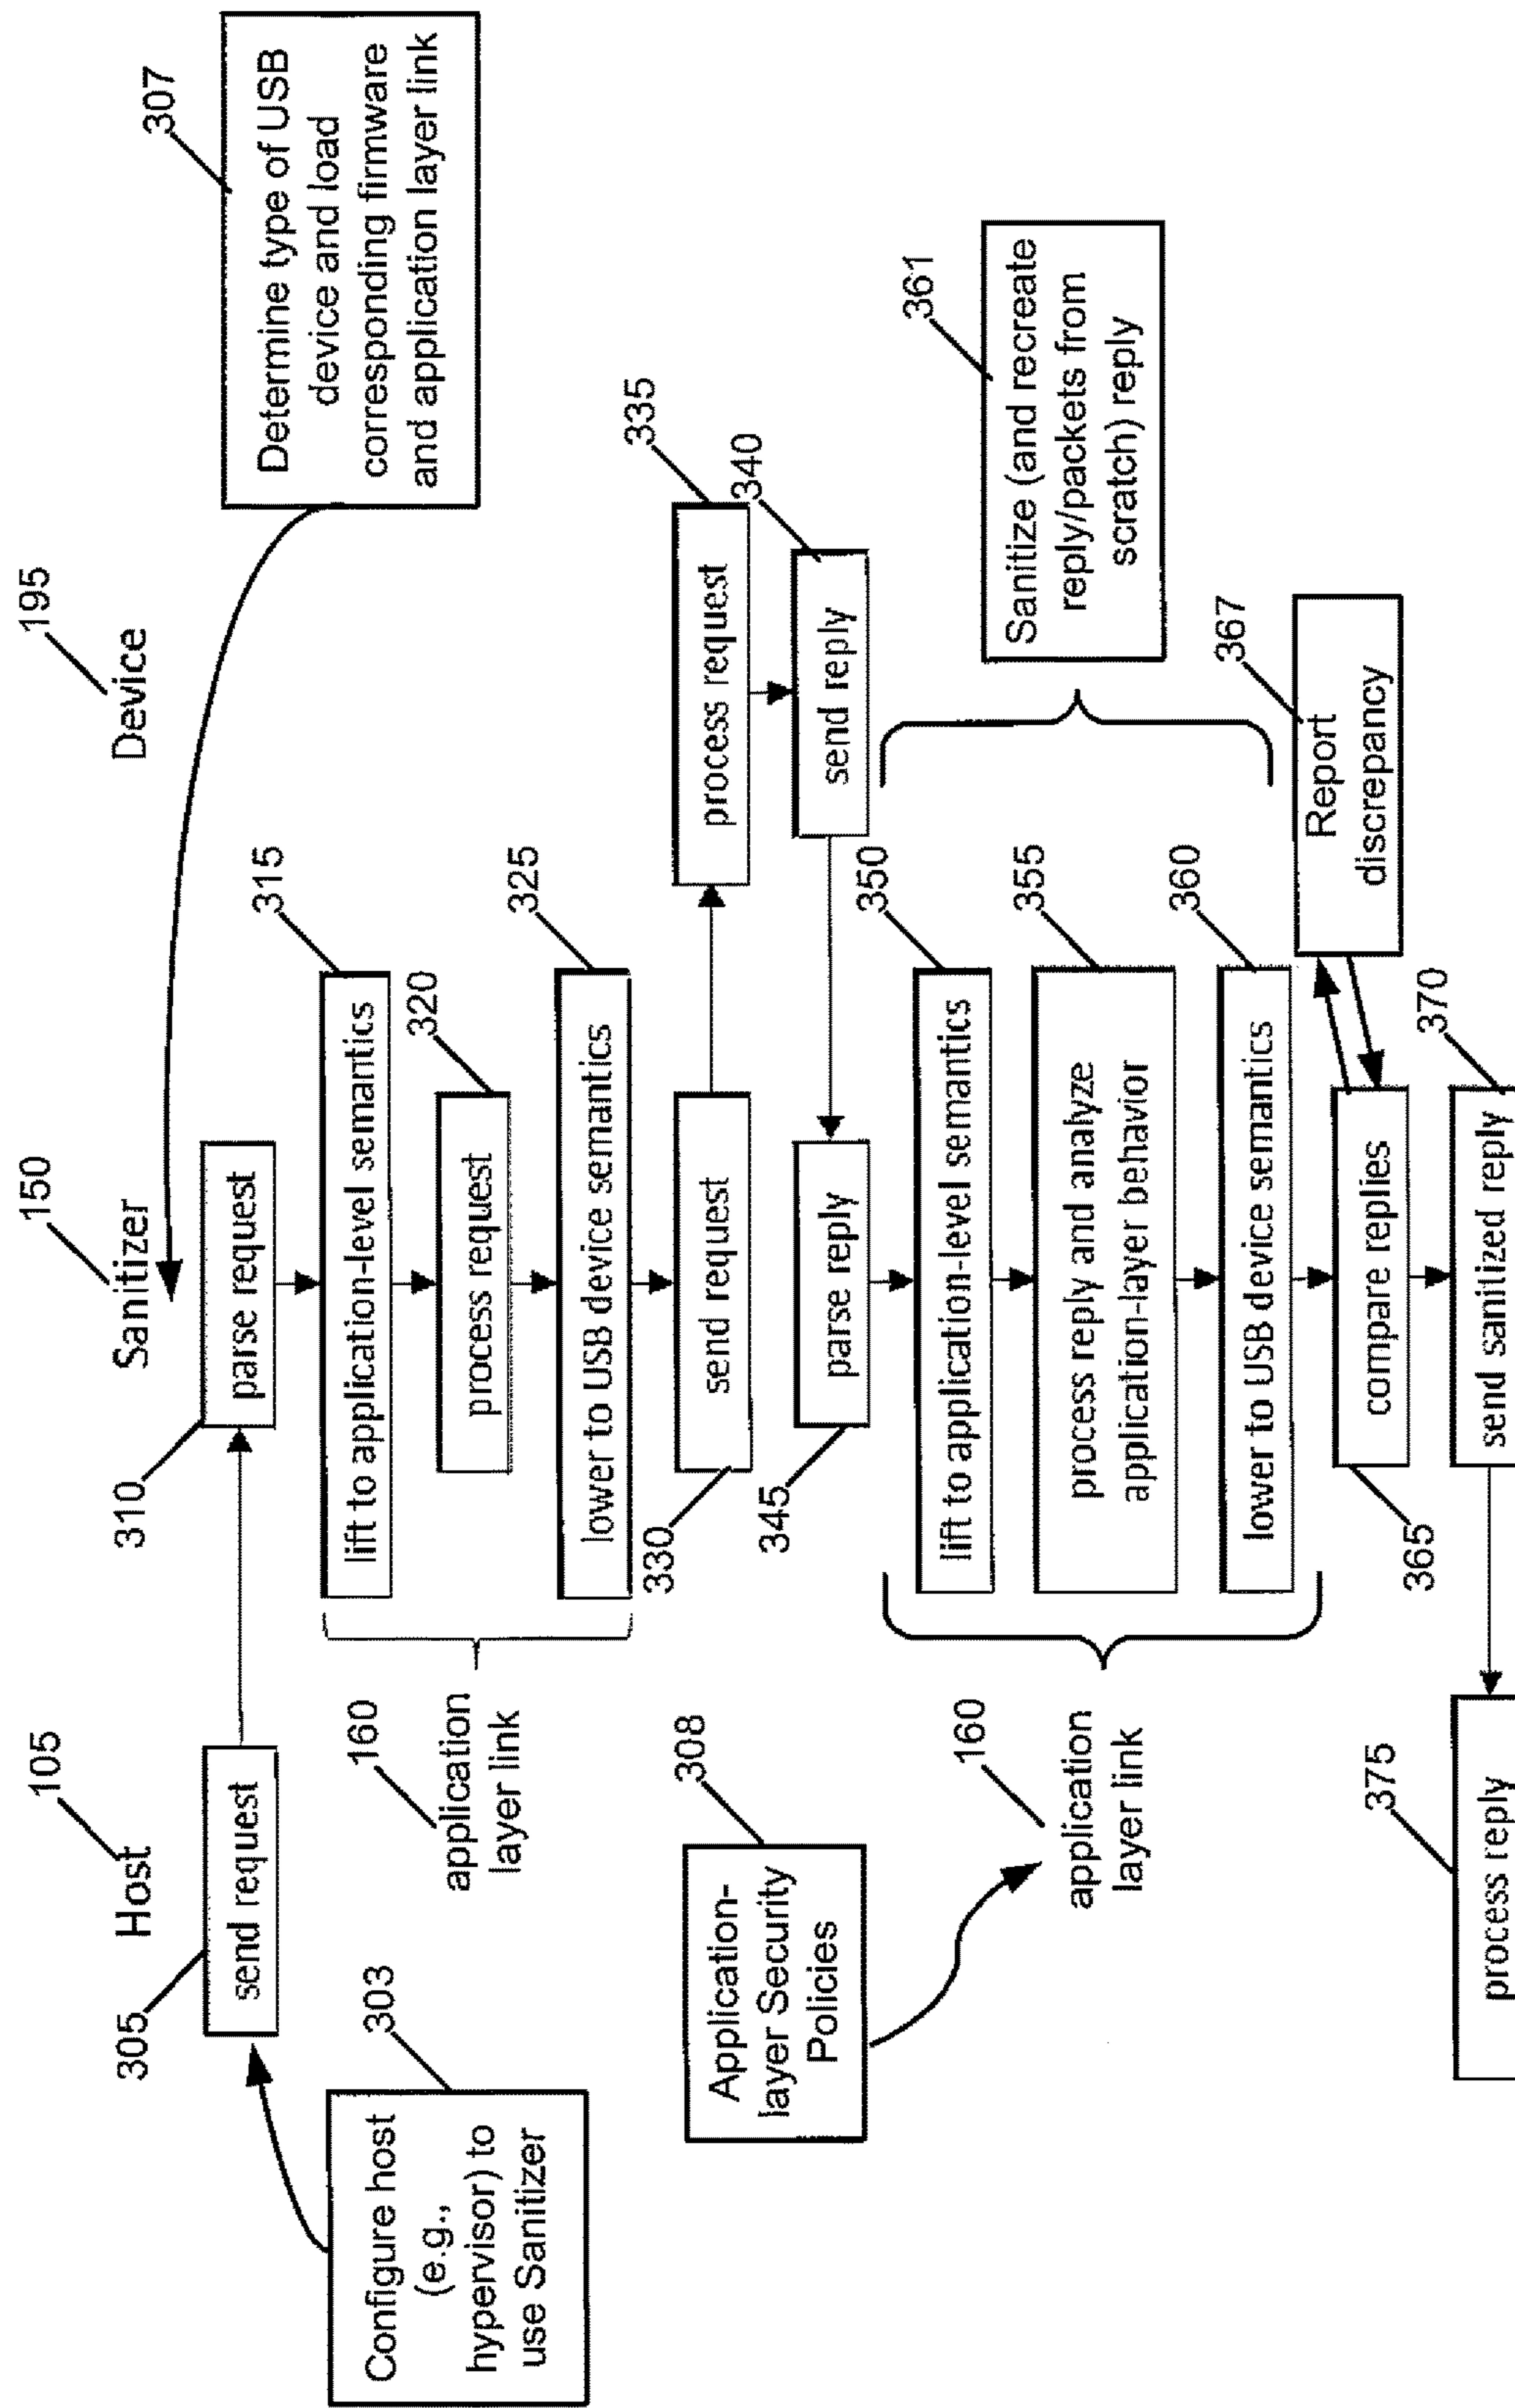 105
Host
150
Sanitizer
195
Device
307
Determine type of USB
device and load
corresponding firmware
and application layer link
305
send request
310
parse request
303
Configure host
(e.g.,
hypervisor) to
use Sanitizer
160
application
layer link
315
lift to application-level semantics
320
process request
325
lower to USB device semantics
330
send request
335
process request
340
send reply
345
parse reply
308
Application-
layer Security
Policies
160
application
layer link
350
lift to application-level semantics
355
process reply and analyze
application-layer behavior
360
lower to USB device semantics
361
Sanitize (and recreate
reply/packets from
scratch) reply
365
compare replies
367
Report
discrepancy
370
send sanitized reply
375
process reply